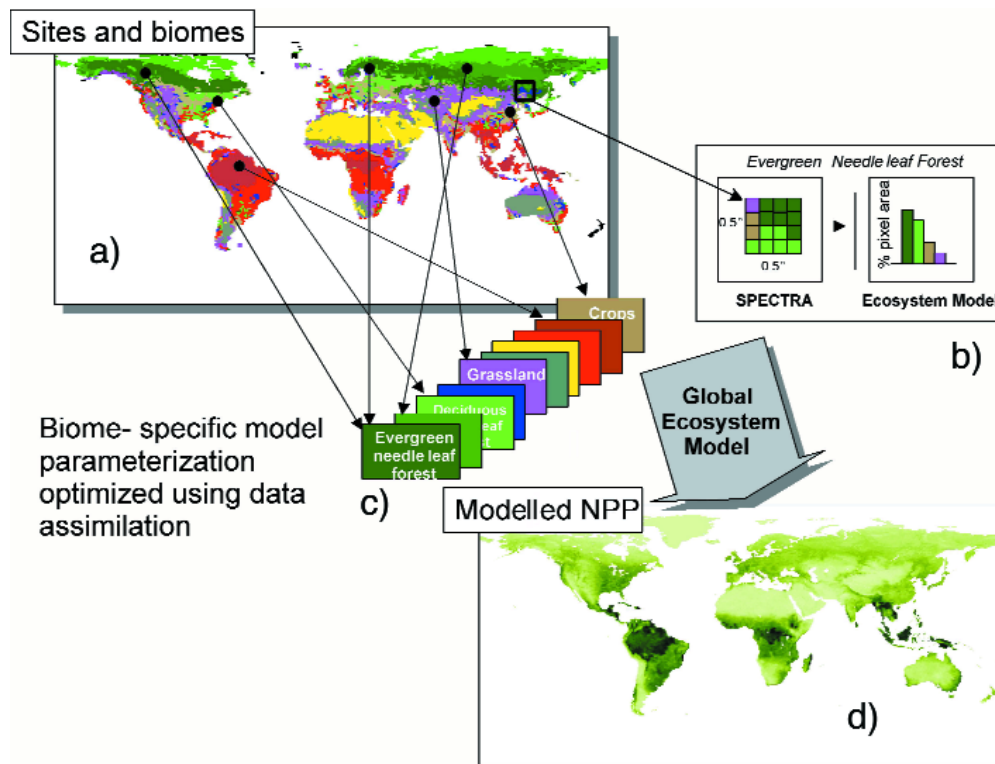 Sites and biomes
a)
Evergreen Needle leaf Forest
0.5"
0.5"
% pixel area
SPECTRA
Ecosystem Model
b)
Crops
Grassland
Deciduous
Evergreen
needle leaf
forest
c)
Biome- specific model
parameterization
optimized using data
assimilation
Global
Ecosystem
Model
Modelled NPP
d)